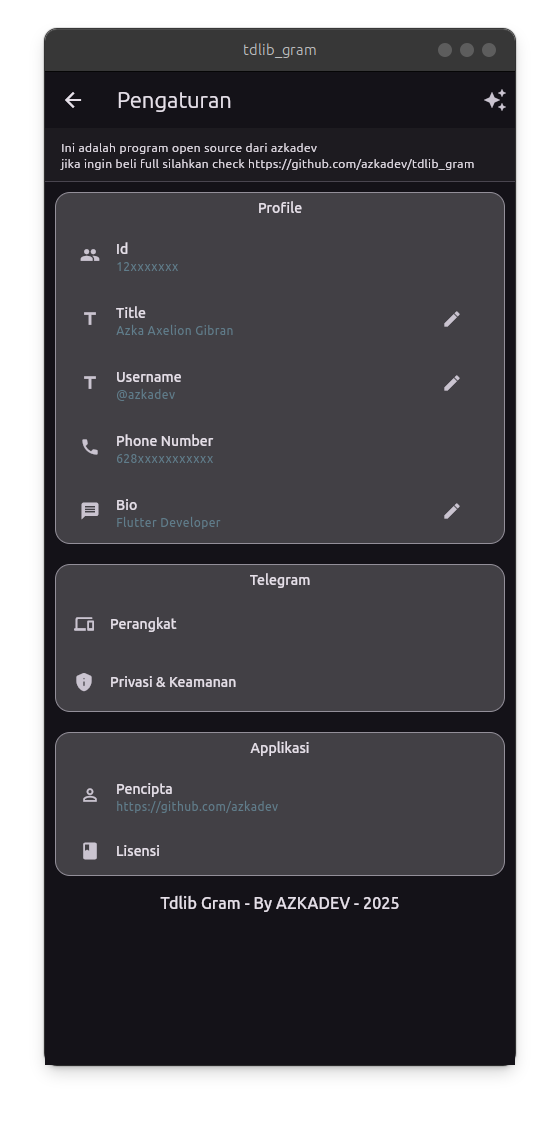 tdlib_gram
Pengaturan
Ini adalah program open source dari azkadev
jika ingin beli full silahkan check https://github.com/azkadev/tdlib_gram
Profile
Id
12xxxxxxx
Title
Azka Axelion Gibran
Username
@azkadev
Phone Number
628xxxxxxxxxxx
Bio
Flutter Developer
Telegram
Perangkat
Privasi & Keamanan
Applikasi
Pencipta
https://github.com/azkadev
Lisensi
Tdlib Gram - By AZKADEV - 2025